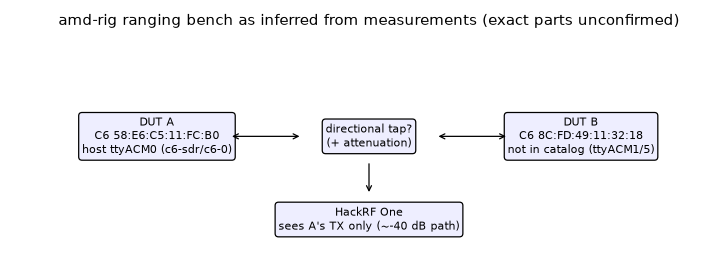 amd-rig ranging bench as inferred from measurements (exact parts unconfirmed)
DUT A
C6 58:E6:C5:11:FC:B0
host ttyACM0 (c6-sdr/c6-0)
directional tap?
(+ attenuation)
DUT B
C6 8C:FD:49:11:32:18
not in catalog (ttyACM1/5)
HackRF One
sees A's TX only (~-40 dB path)